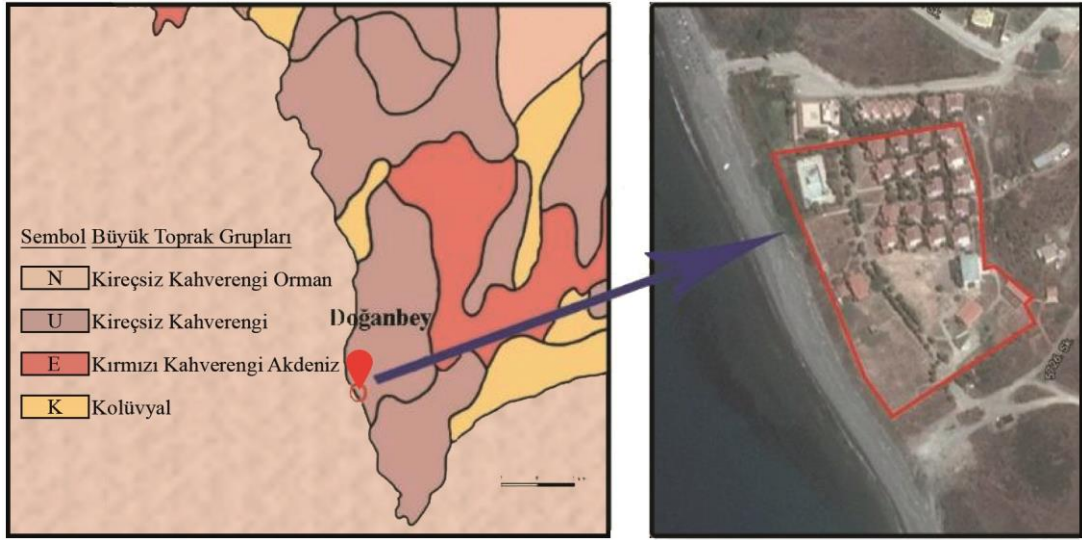 Sembol Büyük Toprak Grupları
N Kireçsiz Kahverengi Orman
U Kireçsiz Kahverengi
E Kırmızı Kahverengi Akdeniz
K Kolüvyal
Doğanbey